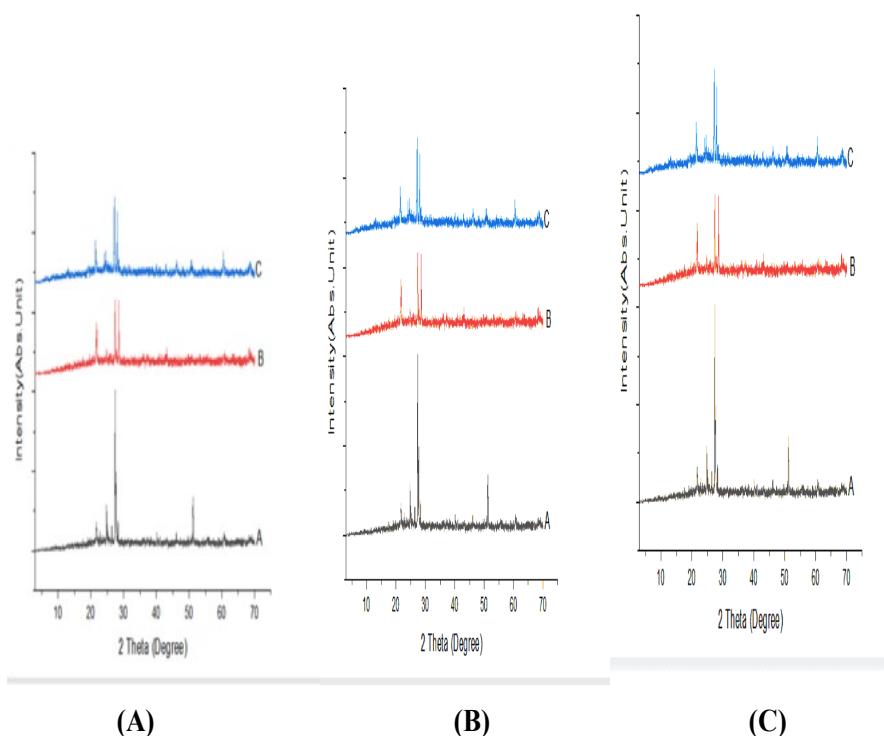 Intensity(Abs.Unit)
C
B
A
10 20 30 40 50 60 70
2 Theta (Degree)
(A)
Intensity(Abs.Unit)
C
B
A
10 20 30 40 50 60 70
2 Theta (Degree)
(B)
Intensity(Abs.Unit)
C
B
A
10 20 30 40 50 60 70
2 Theta (Degree)
(C)